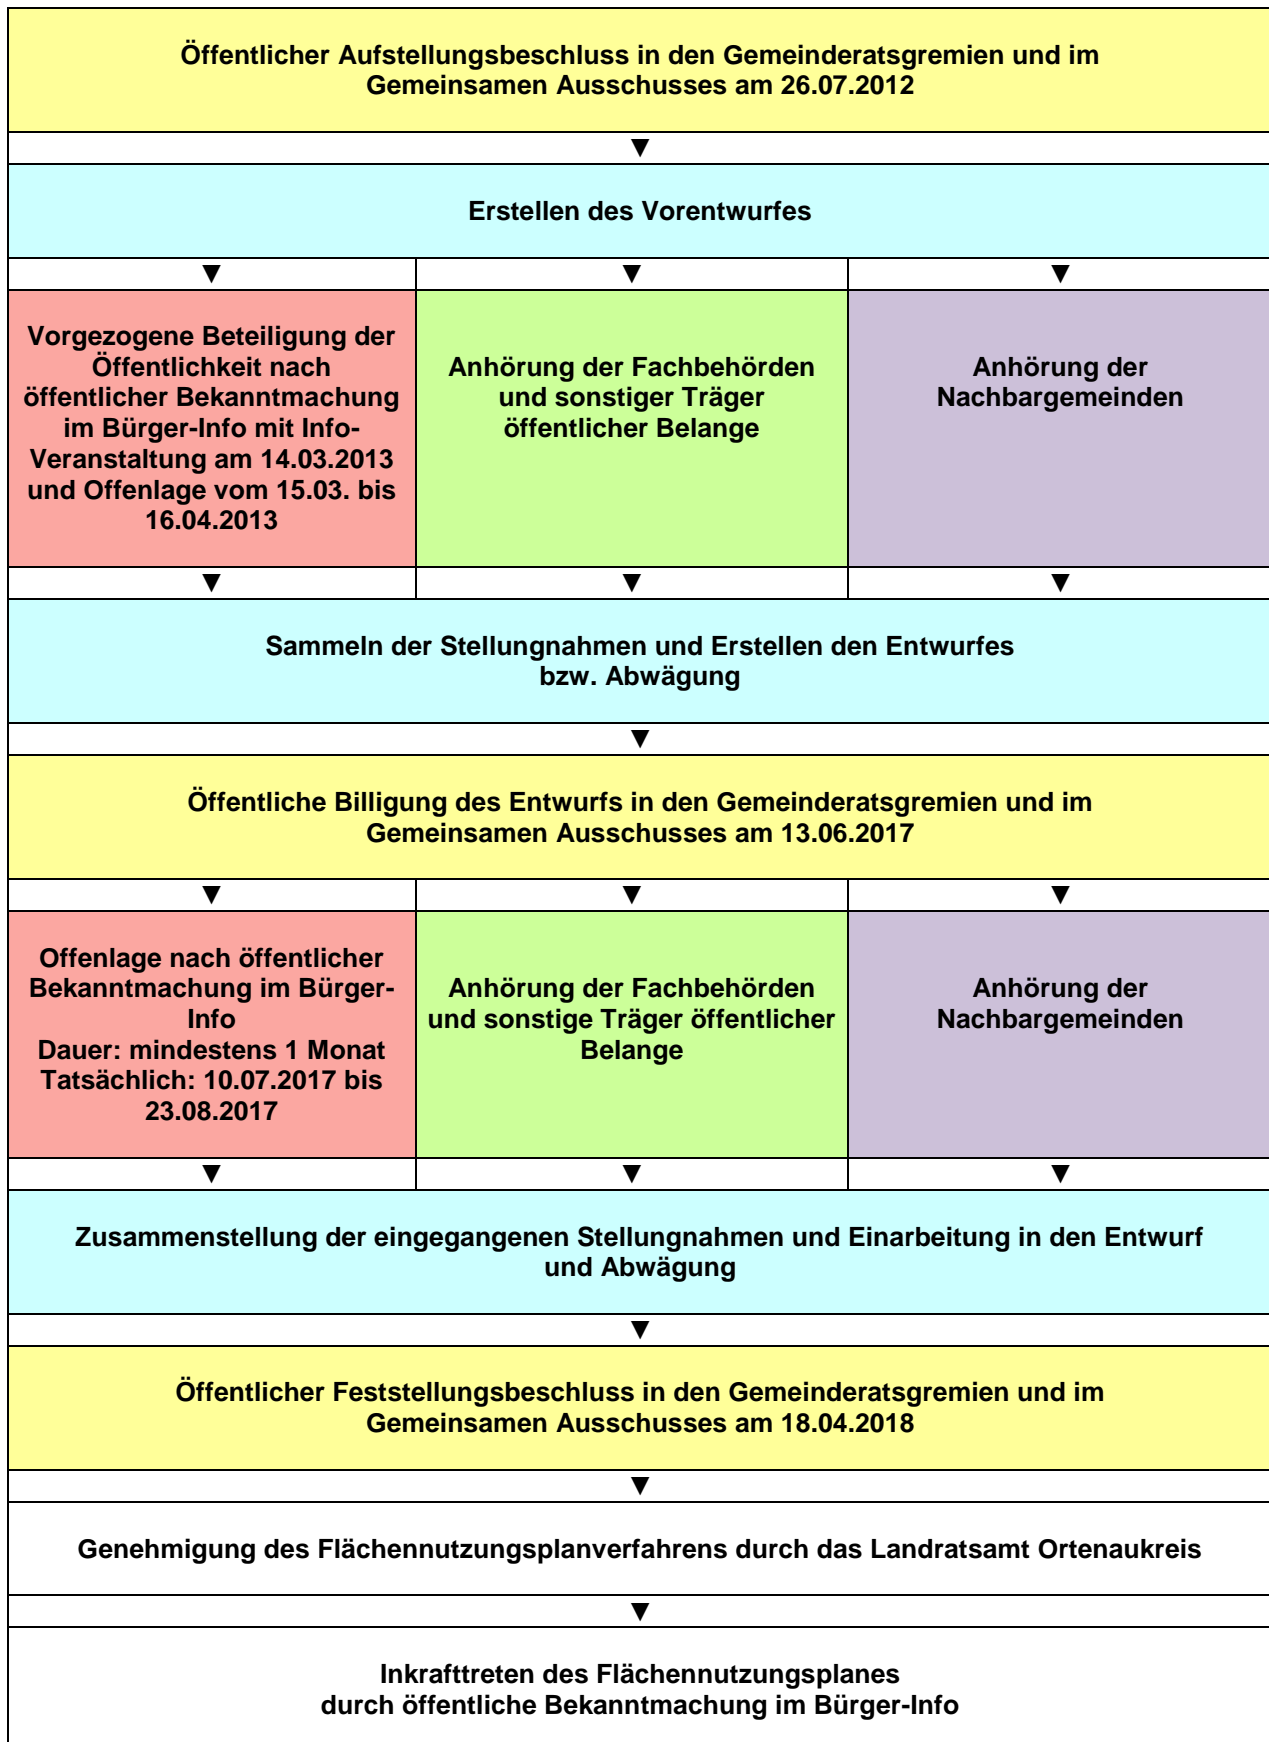 Öffentlicher Aufstellungsbeschluss in den Gemeinderatsgremien und im
Gemeinsamen Ausschusses am 26.07.2012
▼
Erstellen des Vorentwurfes
▼ ▼ ▼
Vorgezogene Beteiligung der
Öffentlichkeit nach
öffentlicher Bekanntmachung
im Bürger-Info mit Info-
Veranstaltung am 14.03.2013
und Offenlage vom 15.03. bis
16.04.2013
Anhörung der Fachbehörden
und sonstiger Träger
öffentlicher Belange
Anhörung der
Nachbargemeinden
▼ ▼ ▼
Sammeln der Stellungnahmen und Erstellen den Entwurfes
bzw. Abwägung
▼
Öffentliche Billigung des Entwurfs in den Gemeinderatsgremien und im
Gemeinsamen Ausschusses am 13.06.2017
▼ ▼ ▼
Offenlage nach öffentlicher
Bekanntmachung im Bürger-
Info
Dauer: mindestens 1 Monat
Tatsächlich: 10.07.2017 bis
23.08.2017
Anhörung der Fachbehörden
und sonstige Träger öffentlicher
Belange
Anhörung der
Nachbargemeinden
▼ ▼ ▼
Zusammenstellung der eingegangenen Stellungnahmen und Einarbeitung in den Entwurf
und Abwägung
▼
Öffentlicher Feststellungsbeschluss in den Gemeinderatsgremien und im
Gemeinsamen Ausschusses am 18.04.2018
▼
Genehmigung des Flächennutzungsplanverfahrens durch das Landratsamt Ortenaukreis
▼
Inkrafttreten des Flächennutzungsplanes
durch öffentliche Bekanntmachung im Bürger-Info